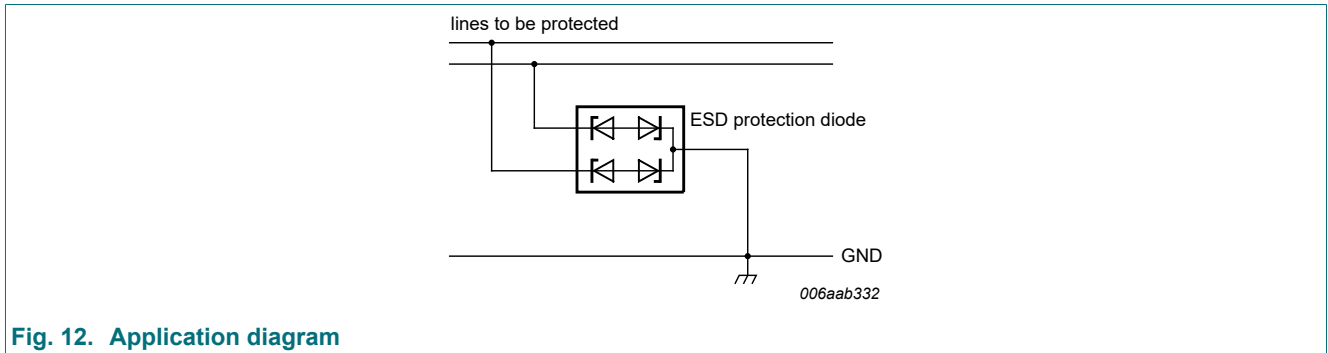 lines to be protected
ESD protection diode
GND
006aab332
Fig. 12. Application diagram